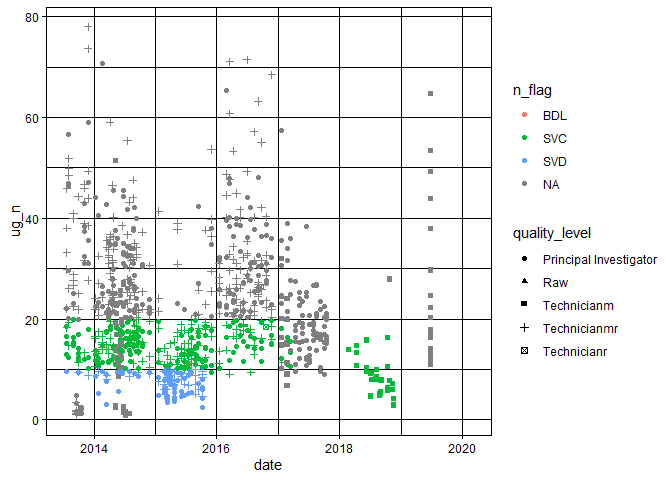 80
60
40
20
0
ug_n
2014
2016
2018
2020
date
n_flag
BDL
SVC
SVD
NA
quality_level
Principal Investigator
Raw
Technicianm
Technicianmr
Technicianr